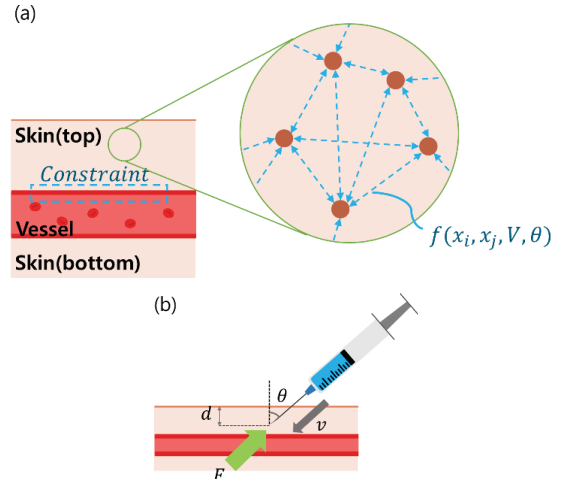 (a)
Skin(top)
Constraint
Vessel
Skin(bottom)
f(x_i, x_j, V, θ)
(b)
θ
d
v
F